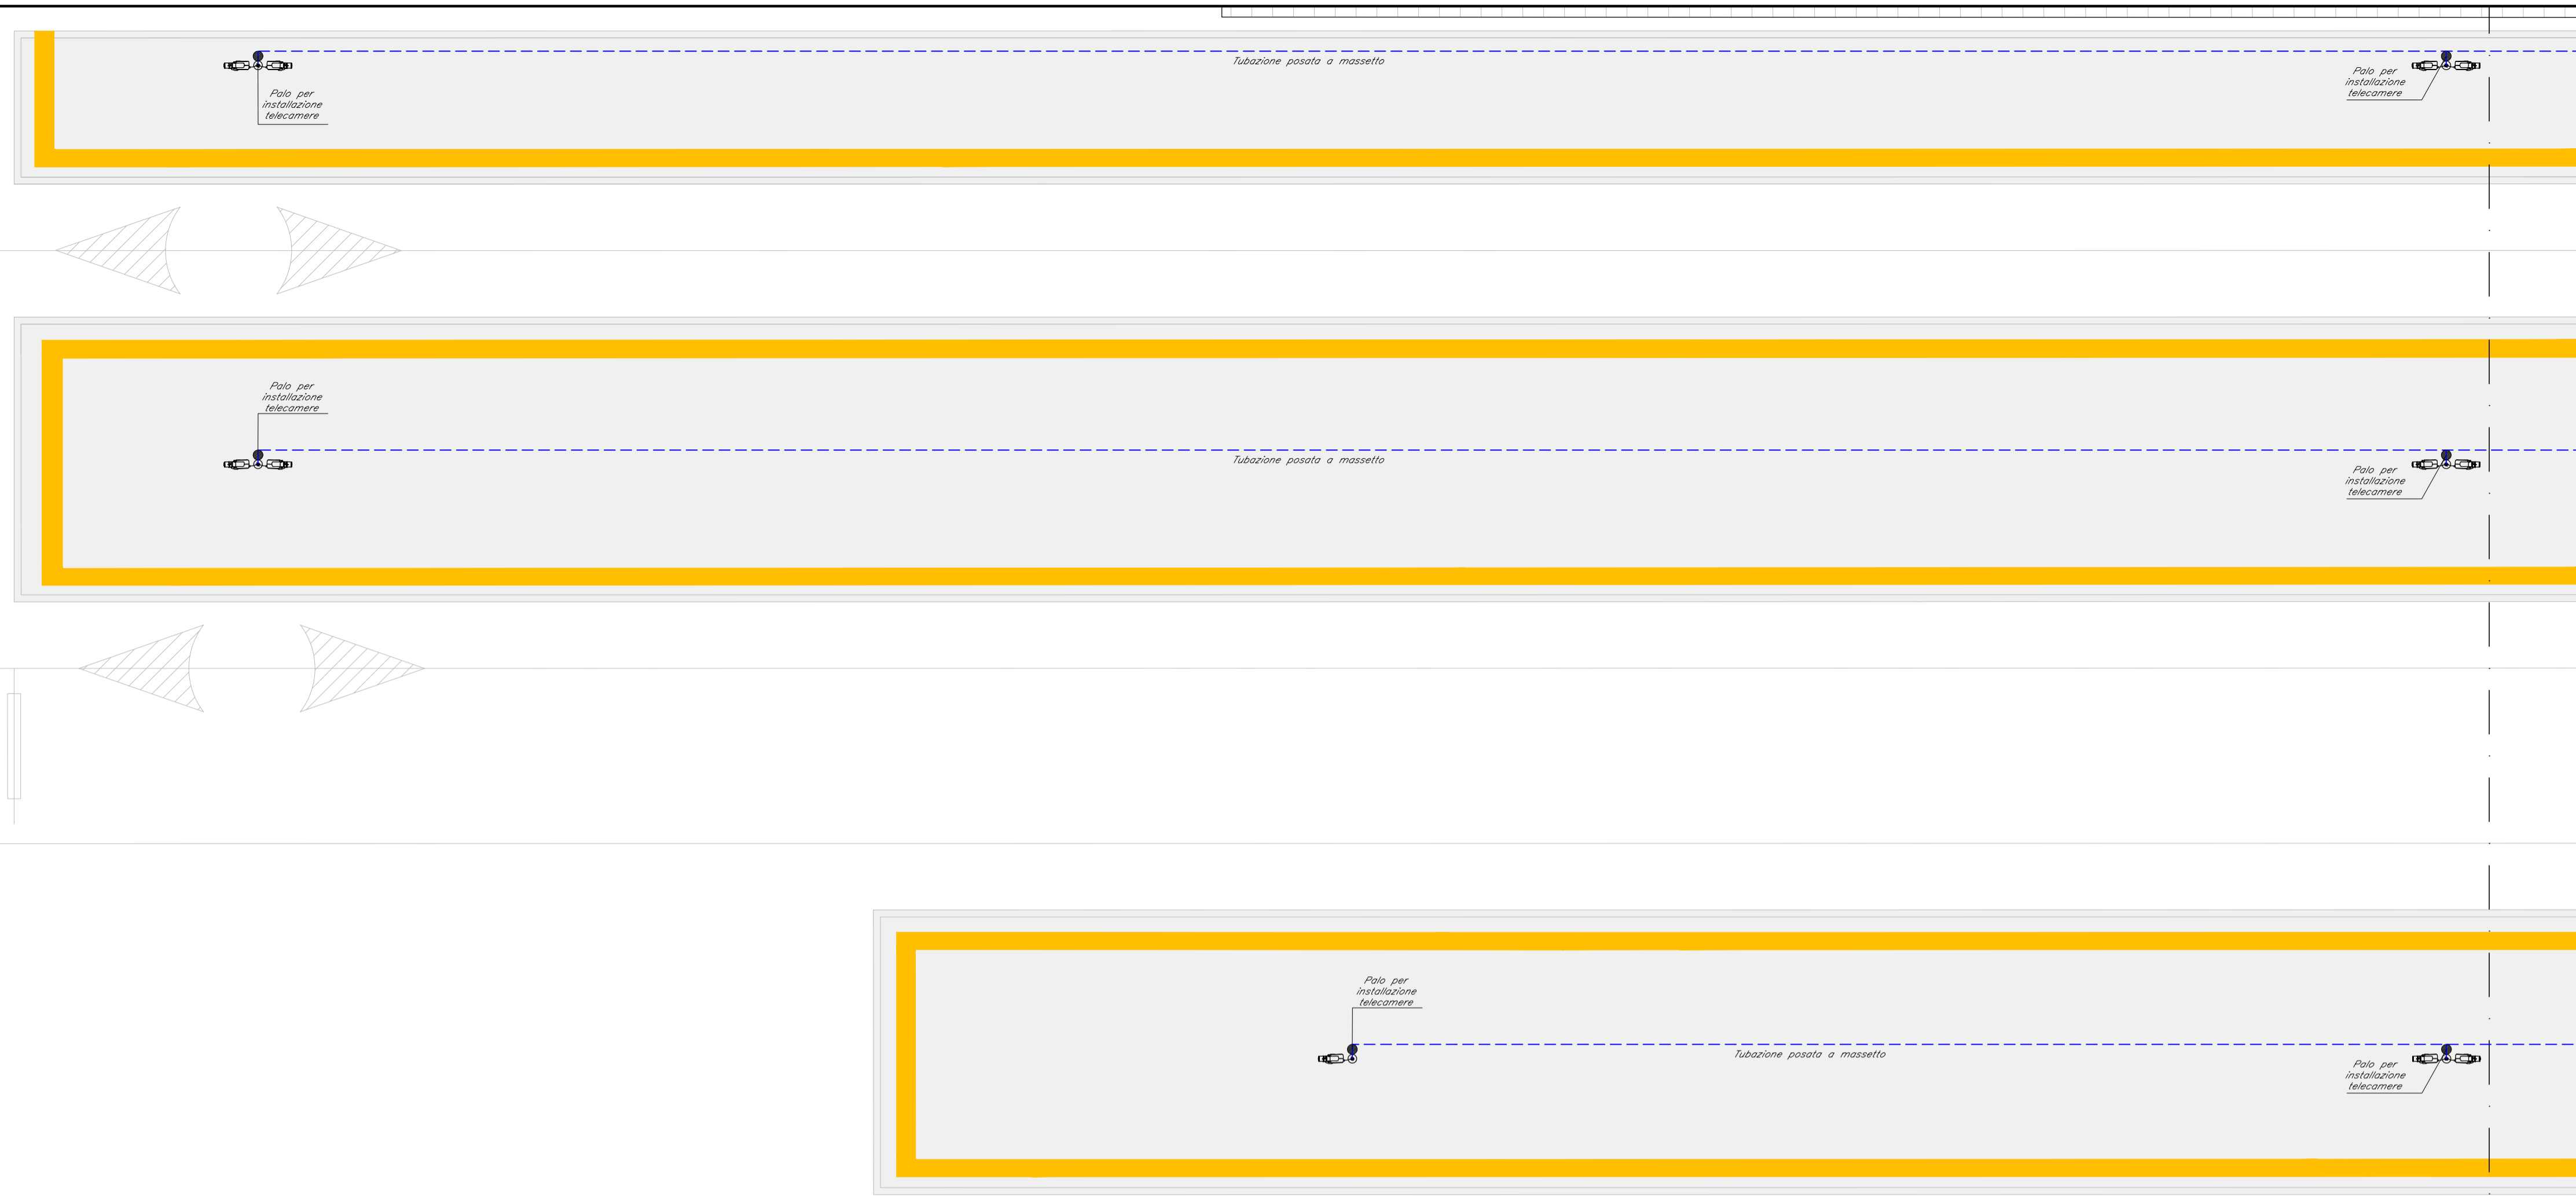 Tubazione posata a massetto
Palo per
installazione
telecamere
Palo per
installazione
telecamere
Palo per
installazione
telecamere
Tubazione posata a massetto
Palo per
installazione
telecamere
Palo per
installazione
telecamere
Tubazione posata a massetto
Palo per
installazione
telecamere